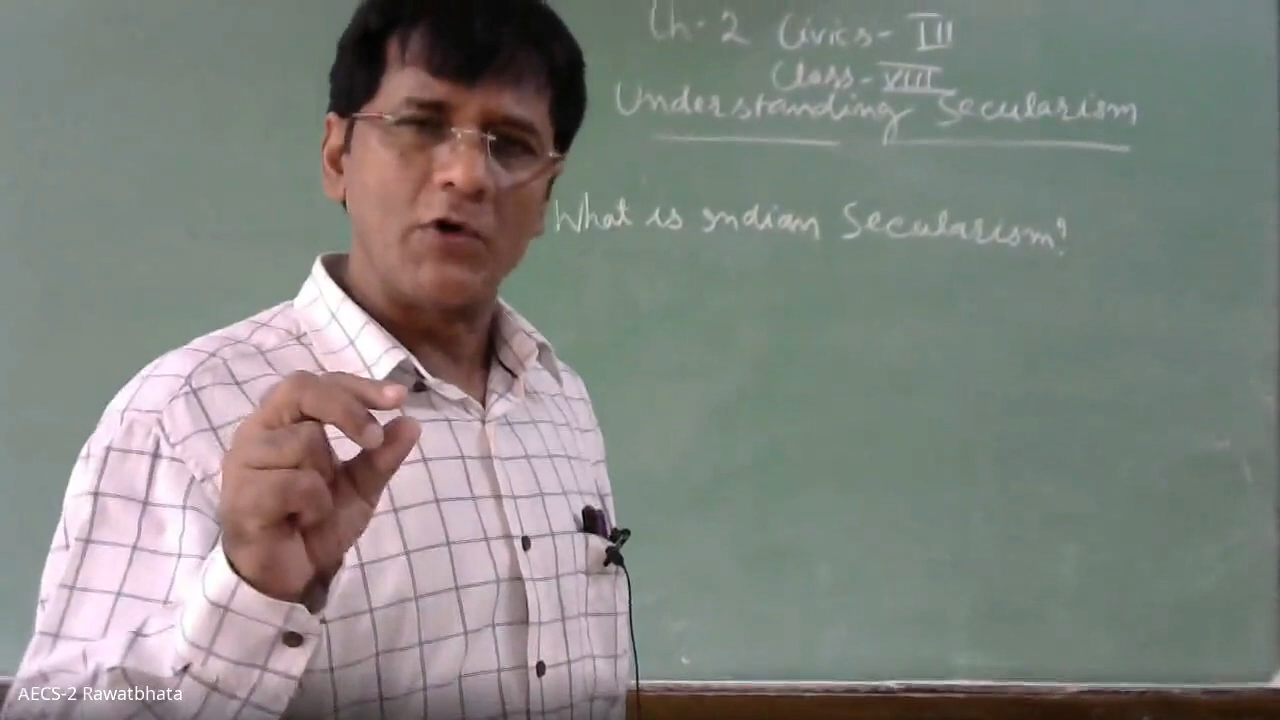 Ch-2 Civics-III
Class-VIII
Understanding Secularism
What is Indian Secularism?
AECS-2 Rawatbhata